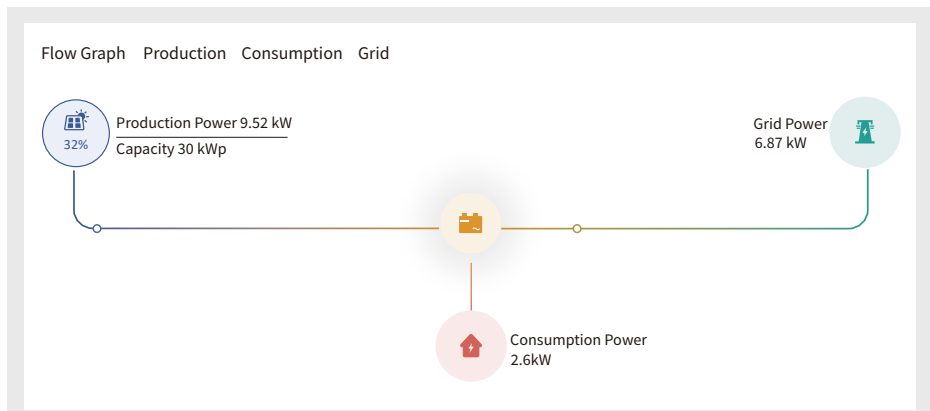 Flow Graph Production Consumption Grid
Production Power 9.52 kW
Capacity 30 kWp
32%
Grid Power
6.87 kW
Consumption Power
2.6kW